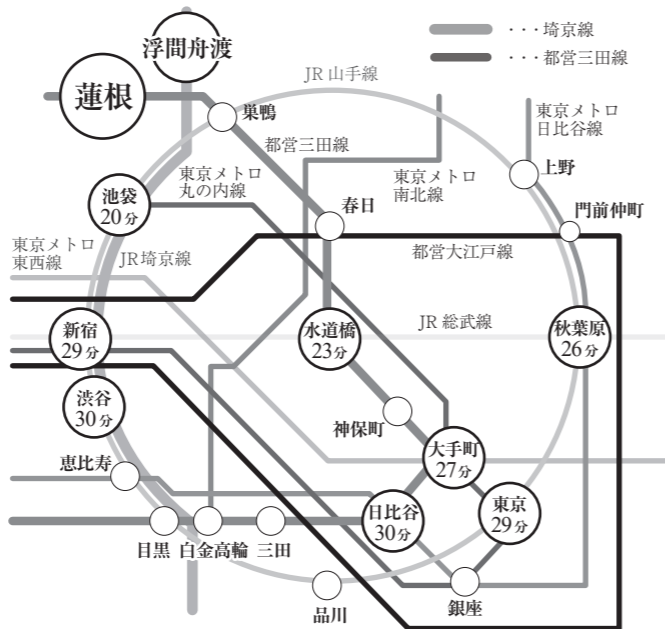 浮間舟渡
蓮根
・・・埼京線
・・・都営三田線
JR 山手線
巣鴨
都営三田線
東京メトロ
日比谷線
東京メトロ
南北線
上野
東京メトロ
丸の内線
池袋
20分
春日
門前仲町
東京メトロ
東西線
JR埼京線
都営大江戸線
新宿
29分
水道橋
23分
JR 総武線
秋葉原
26分
渋谷
30分
神保町
大手町
27分
恵比寿
日比谷
30分
東京
29分
目黒
白金高輪
三田
品川
銀座